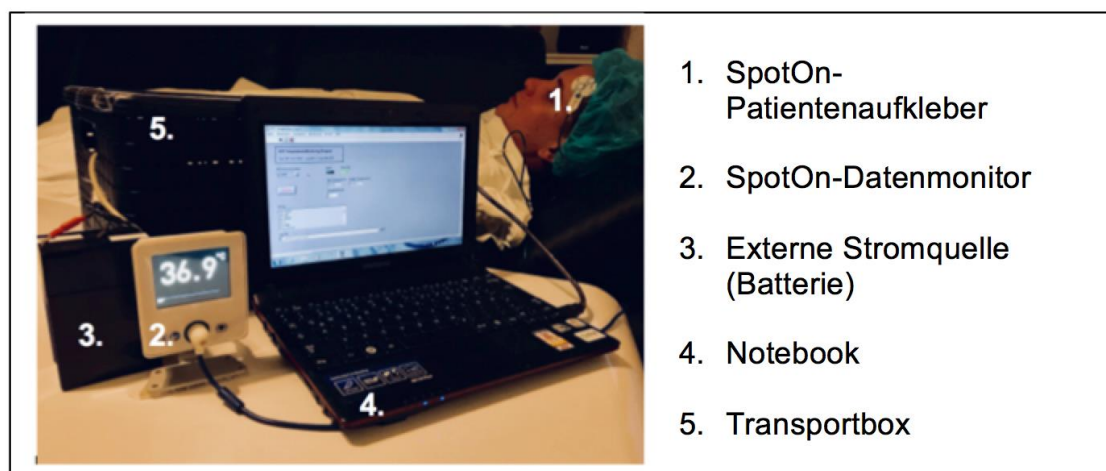 1.
5.
36.9
3.
2.
4.
1. SpotOn-
Patientenaufkleber
2. SpotOn-Datenmonitor
3. Externe Stromquelle
(Batterie)
4. Notebook
5. Transportbox